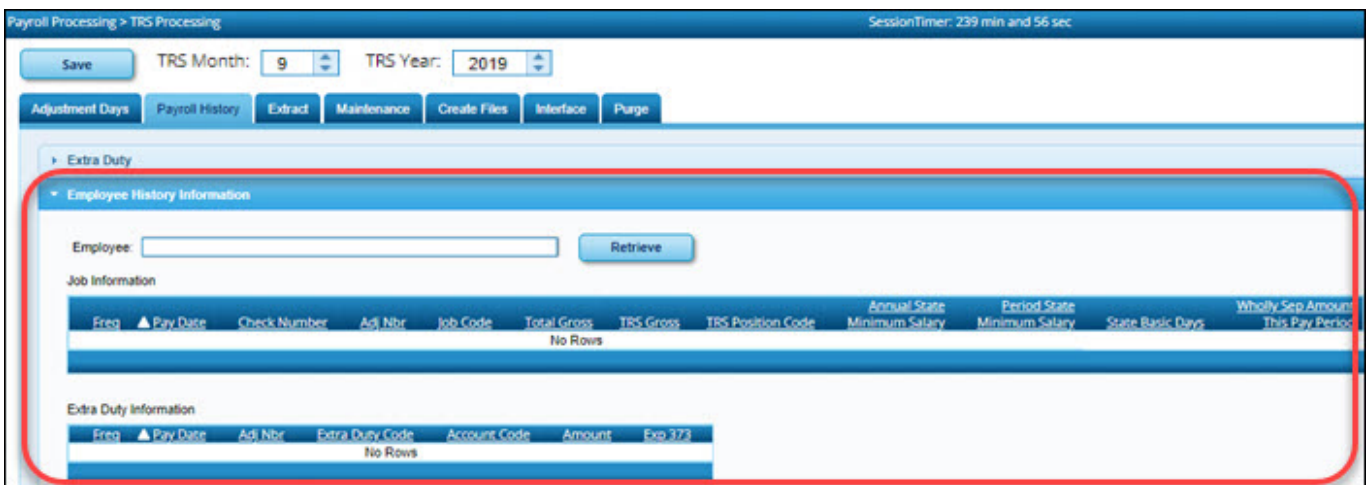 Payroll Processing > TRS Processing SessionTimer: 239 min and 56 sec
Save TRS Month: 9 TRS Year: 2019
Adjustment Days Payroll History Extract Maintenance Create Files Interface Purge
Extra Duty
Employee History Information
Employee: Retrieve
Job Information
Freq Pay Date Check Number Adj Nbr Job Code Total Gross TRS Gross TRS Position Code Annual State Minimum Salary Period State Minimum Salary State Basic Days Wholly Sep Amount This Pay Period
No Rows
Extra Duty Information
Freq Pay Date Adj Nbr Extra Duty Code Account Code Amount Exp 373
No Rows